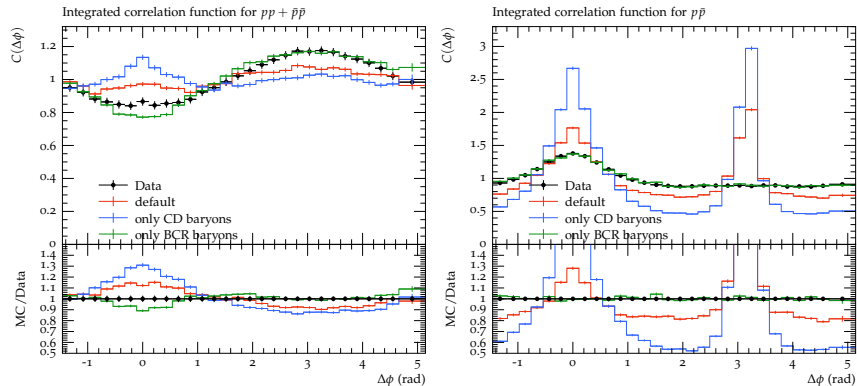 Integrated correlation function for pp + p̄p̄
C(Δϕ)
1.2
1
0.8
0.6
0.4
0.2
0
Data
default
only CD baryons
only BCR baryons
MC/Data
1.4
1.3
1.2
1.1
1
0.9
0.8
0.7
0.6
0.5
-1 0 1 2 3 4 5
Δϕ (rad)
Integrated correlation function for pp̄
C(Δϕ)
3
2.5
2
1.5
1
0.5
0
Data
default
only CD baryons
only BCR baryons
MC/Data
1.4
1.3
1.2
1.1
1
0.9
0.8
0.7
0.6
0.5
-1 0 1 2 3 4 5
Δϕ (rad)